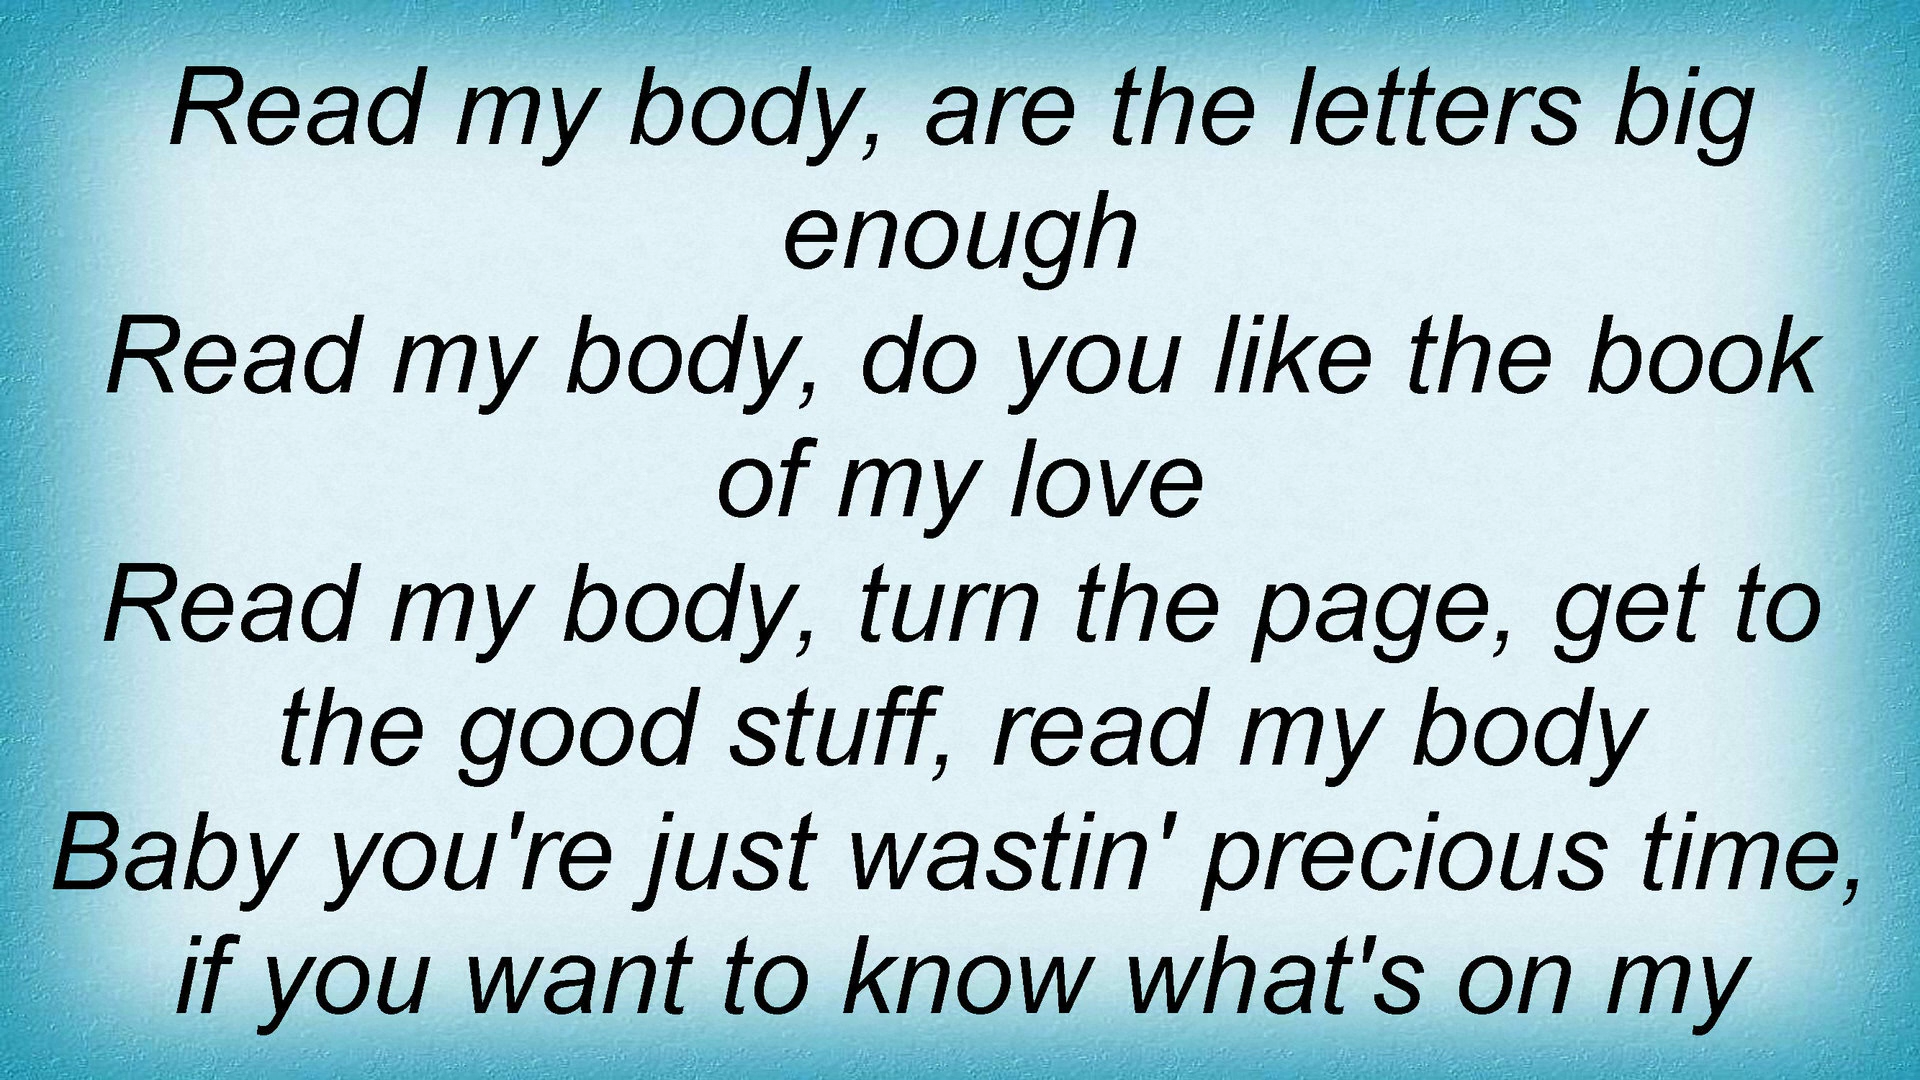 Read my body, are the letters big
enough
Read my body, do you like the book
of my love
Read my body, turn the page, get to
the good stuff, read my body
Baby you're just wastin' precious time,
if you want to know what's on my